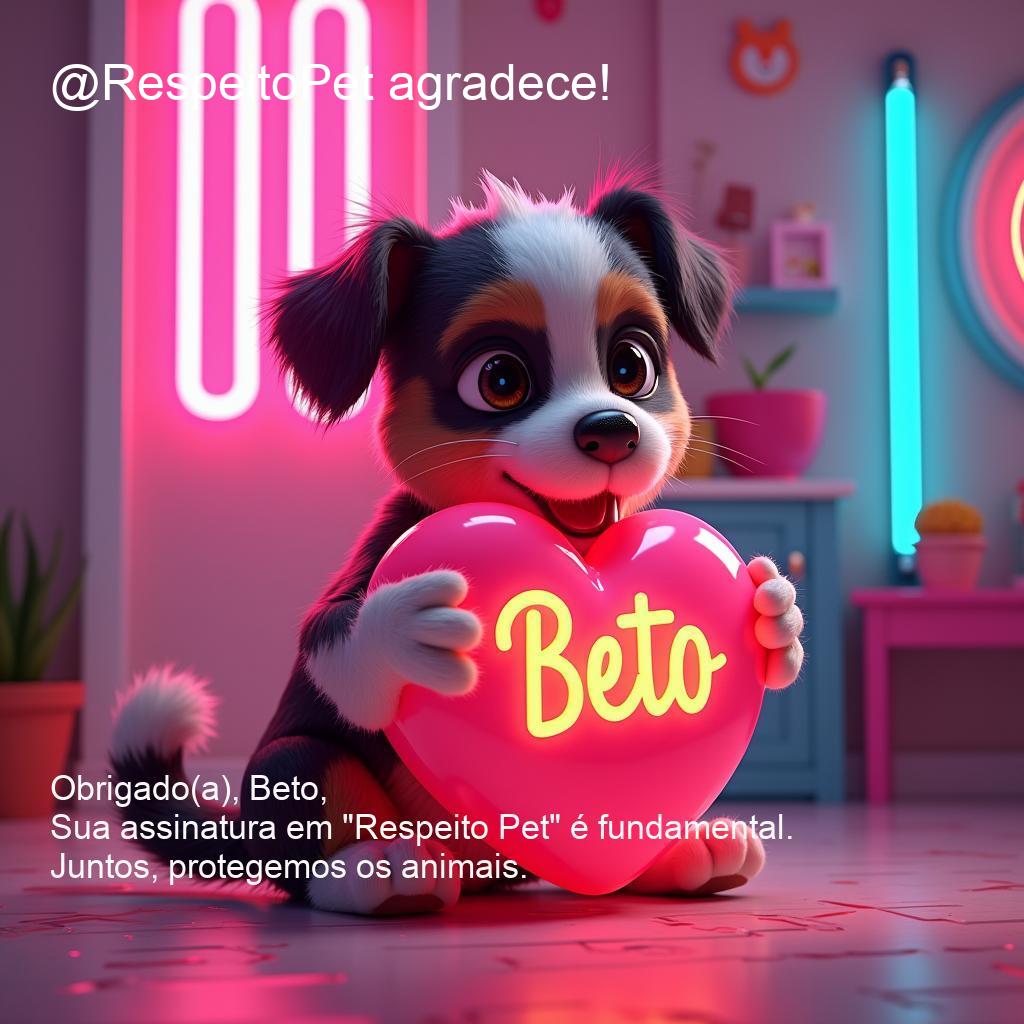 @RespeitoPet agradece!
Beto
Obrigado(a), Beto,
Sua assinatura em "Respeito Pet" é fundamental.
Juntos, protegemos os animais.